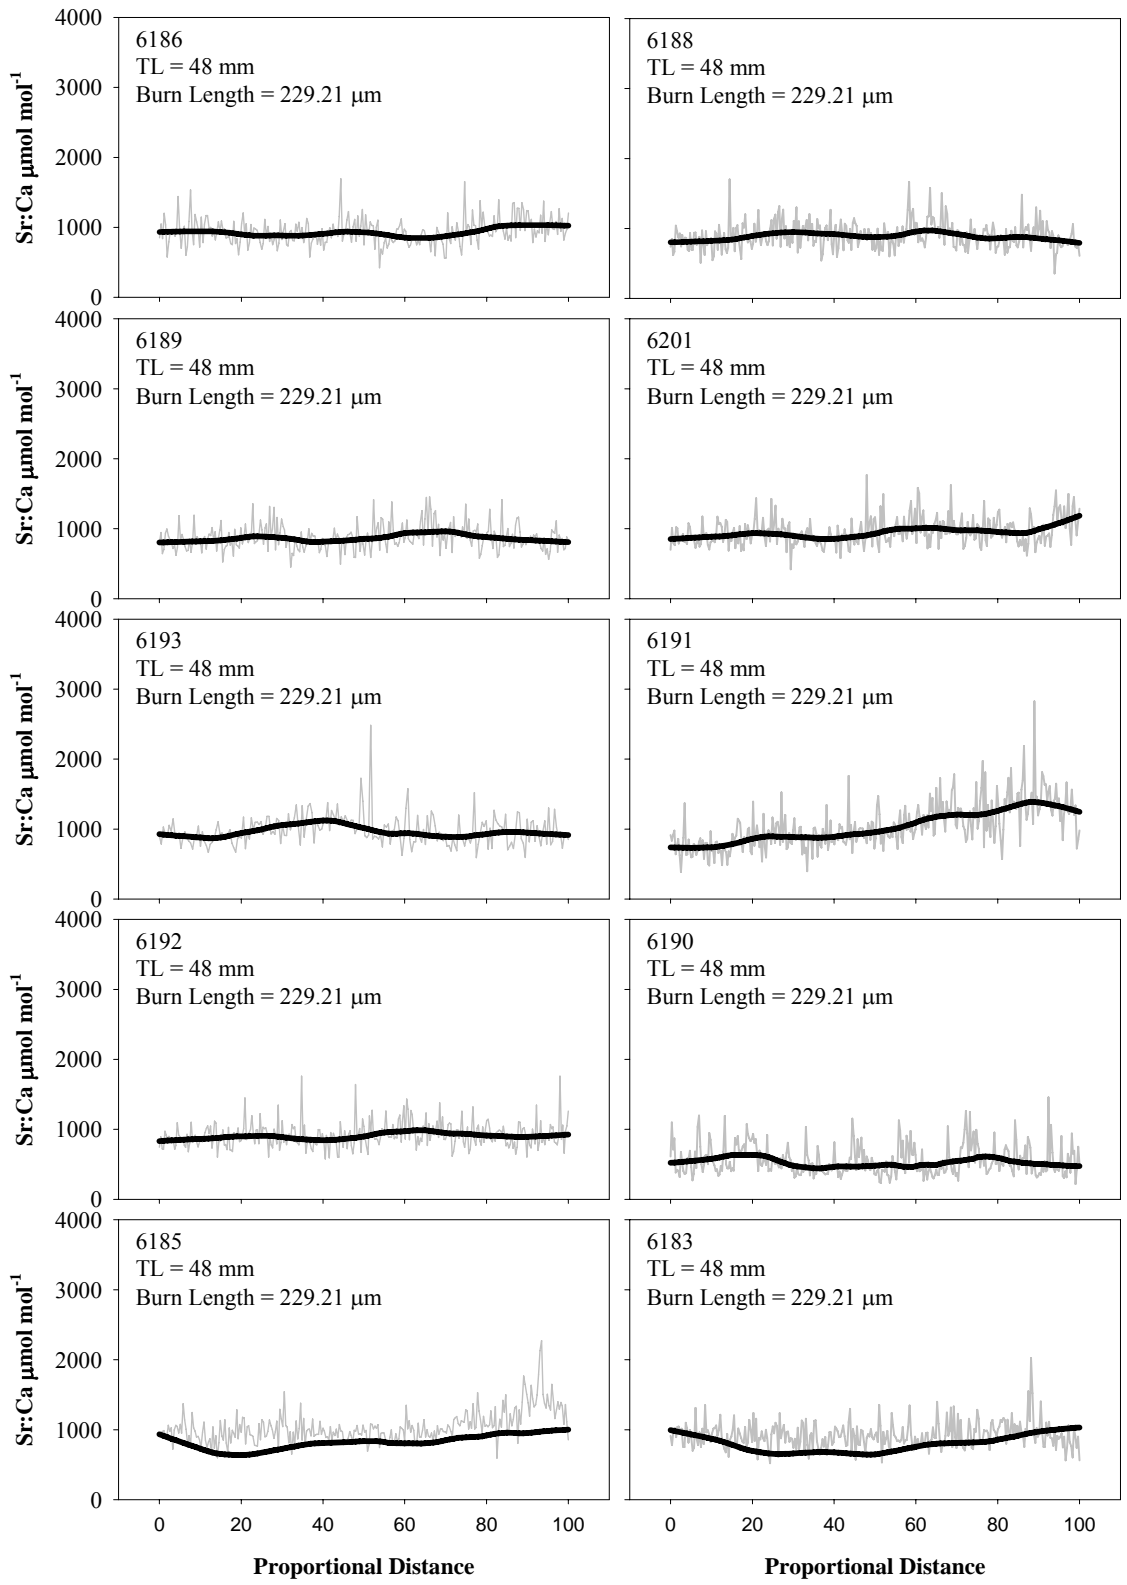 4000
3000
2000
1000
0
Sr:Ca μmol mol-1
6186
TL = 48 mm
Burn Length = 229.21 μm
6188
TL = 48 mm
Burn Length = 229.21 μm
4000
3000
2000
1000
0
Sr:Ca μmol mol-1
6189
TL = 48 mm
Burn Length = 229.21 μm
6201
TL = 48 mm
Burn Length = 229.21 μm
4000
3000
2000
1000
0
Sr:Ca μmol mol-1
6193
TL = 48 mm
Burn Length = 229.21 μm
6191
TL = 48 mm
Burn Length = 229.21 μm
4000
3000
2000
1000
0
Sr:Ca μmol mol-1
6192
TL = 48 mm
Burn Length = 229.21 μm
6190
TL = 48 mm
Burn Length = 229.21 μm
4000
3000
2000
1000
0
Sr:Ca μmol mol-1
6185
TL = 48 mm
Burn Length = 229.21 μm
6183
TL = 48 mm
Burn Length = 229.21 μm
0 20 40 60 80 100
0 20 40 60 80 100
Proportional Distance
Proportional Distance